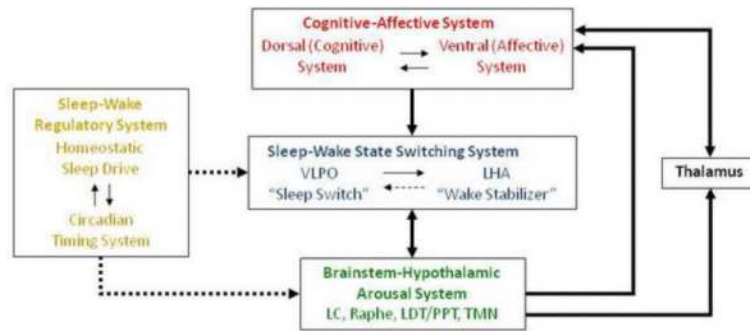 Cognitive-Affective System
Dorsal (Cognitive) Ventral (Affective)
System System
Sleep-Wake
Regulatory System
Homeostatic
Sleep Drive
Circadian
Timing System
Sleep-Wake State Switching System
VLPO LHA
“Sleep Switch” “Wake Stabilizer”
Thalamus
Brainstem-Hypothalamic
Arousal System
LC, Raphe, LDT/PPT, TMN